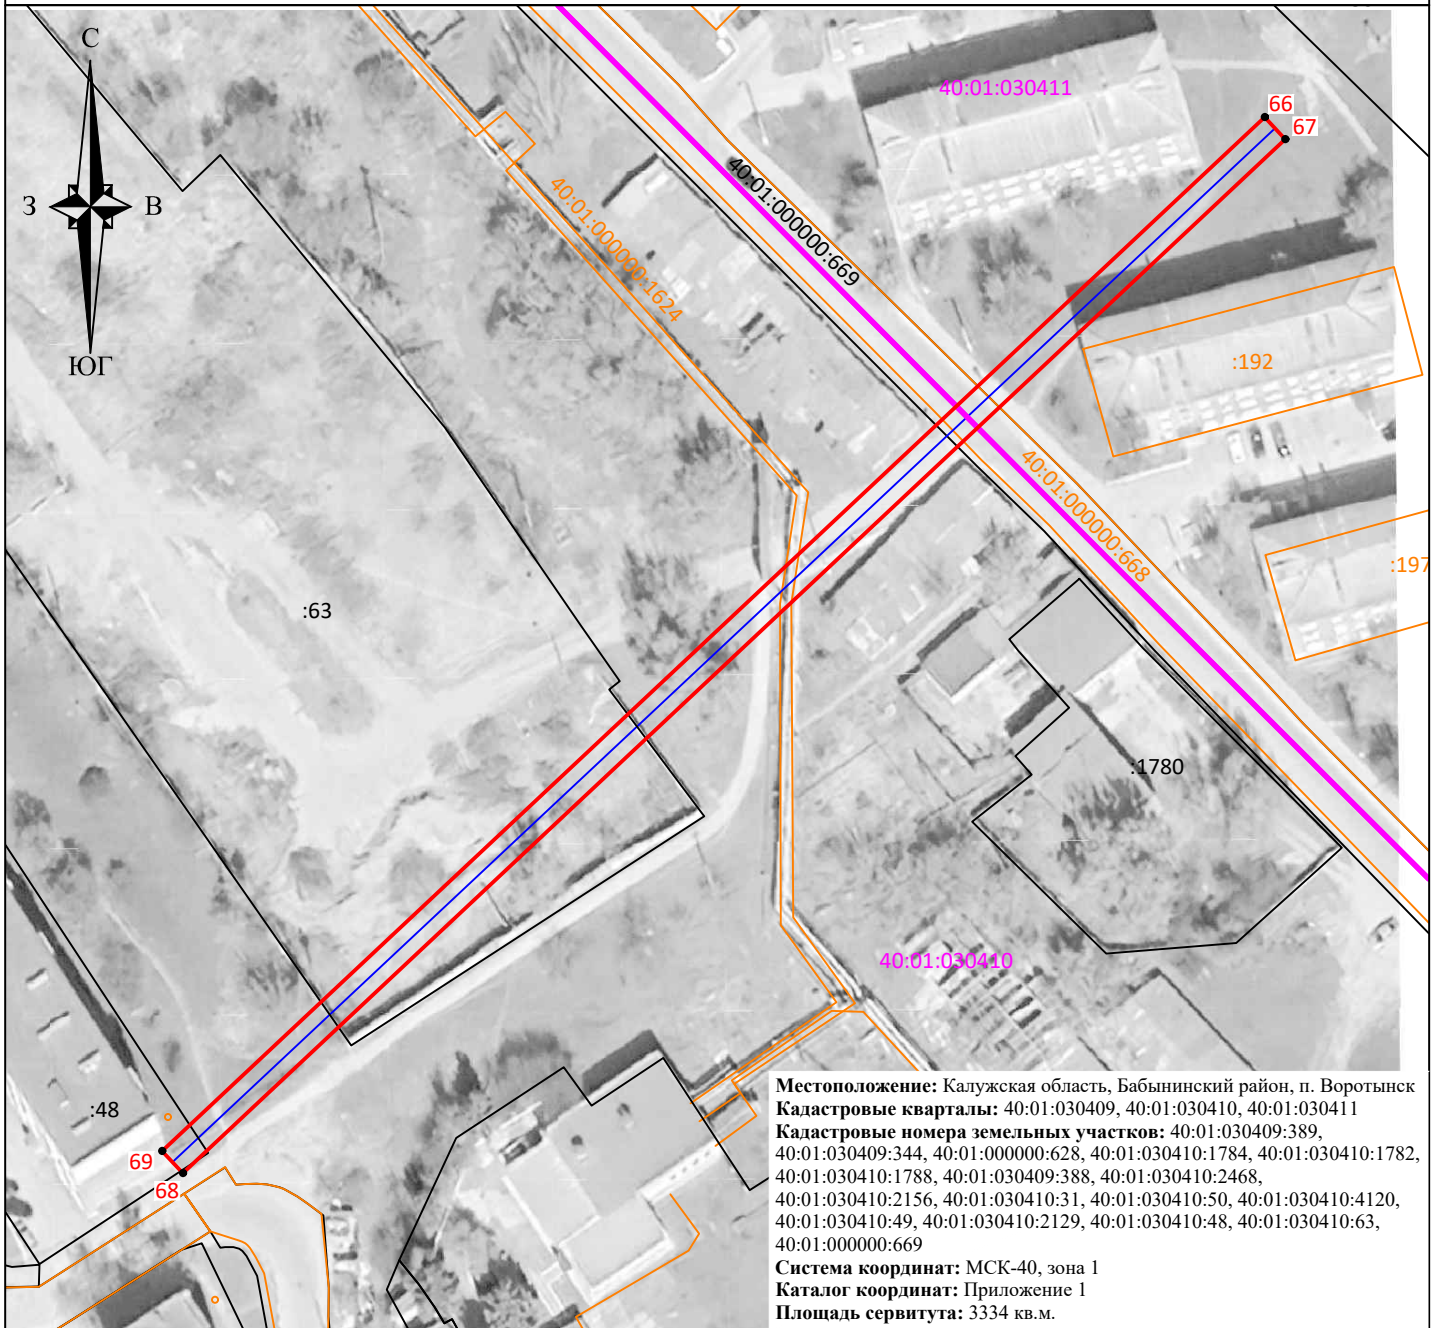 С
З
В
ЮГ
40:01:030411
66
67
40:01:000000:669
40:01:000000:1624
:192
40:01:000000:668
:197
:63
:1780
40:01:030410
:48
69
68
Местоположение: Калужская область, Бабынинский район, п. Воротынск
Кадастровые кварталы: 40:01:030409, 40:01:030410, 40:01:030411
Кадастровые номера земельных участков: 40:01:030409:389,
40:01:030409:344, 40:01:000000:628, 40:01:030410:1784, 40:01:030410:1782,
40:01:030410:1788, 40:01:030409:388, 40:01:030410:2468,
40:01:030410:2156, 40:01:030410:31, 40:01:030410:50, 40:01:030410:4120,
40:01:030410:49, 40:01:030410:2129, 40:01:030410:48, 40:01:030410:63,
40:01:000000:669
Система координат: МСК-40, зона 1
Каталог координат: Приложение 1
Площадь сервитута: 3334 кв.м.